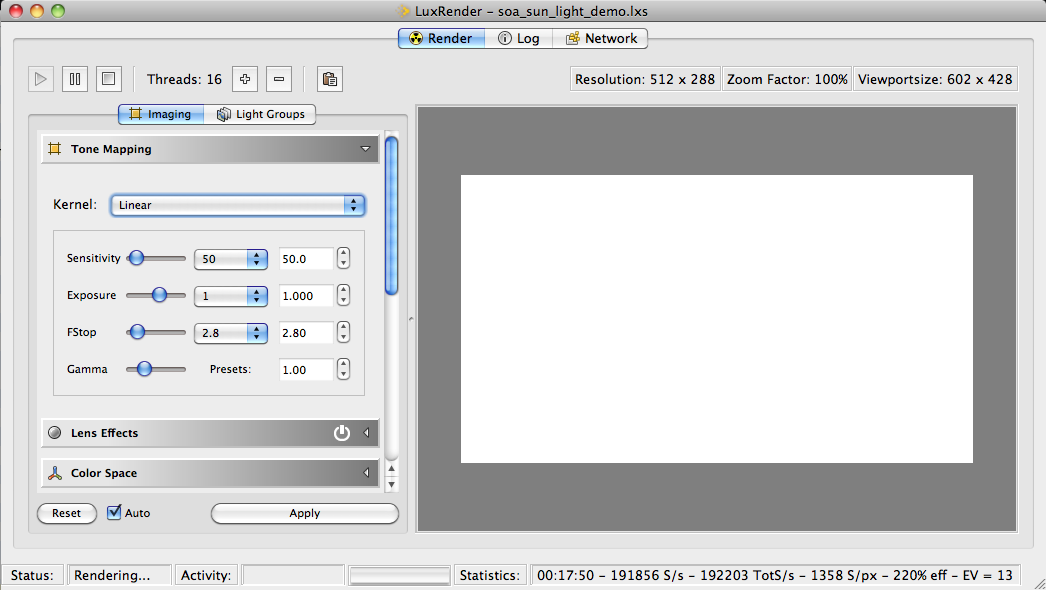 LuxRender – soa_sun_light_demo.lxs
Render Log Network
Threads: 16
Resolution: 512 x 288 Zoom Factor: 100% Viewportsize: 602 x 428
Imaging Light Groups
Tone Mapping
Kernel: Linear
Sensitivity 50 50.0
Exposure 1 1.000
FStop 2.8 2.80
Gamma Presets: 1.00
Lens Effects
Color Space
Reset Auto Apply
Status: Rendering... Activity: Statistics: 00:17:50 – 191856 S/s – 192203 TotS/s – 1358 S/px – 220% eff – EV = 13